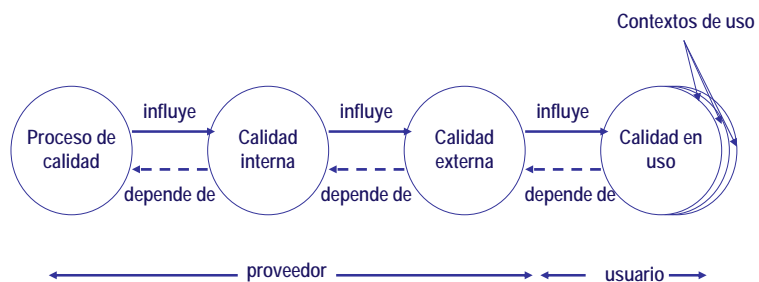 Contextos de uso
influye
influye
influye
Proceso de
calidad
Calidad
interna
Calidad
externa
Calidad en
uso
depende de
depende de
depende de
proveedor
usuario